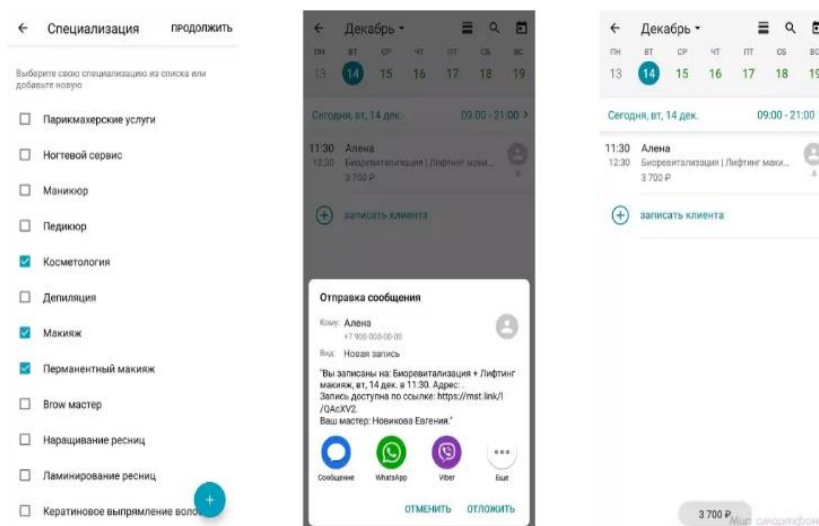 Специализация
ПРОДОЛЖИТЬ
Выберите свою специализацию из списка или
добавьте новую
Парикмахерские услуги
Ногтевой сервис
Маникюр
Педикюр
Косметология
Депиляция
Макияж
Перманентный макияж
Brow мастер
Наращивание ресниц
Ламинирование ресниц
Кератиновое выпрямление воло
Декабрь
ПН ВТ СР ЧТ ПТ СБ ВС
13 14 15 16 17 18 19
Сегодня, вт, 14 дек. 09:00 - 21:00 >
11:30 Алена
12:30 Биоревитализация | Лифтинг маки...
3 700 ₽
записать клиента
Отправка сообщения
Кому: Алена
+7 900 000-00-00
Вид: Новая запись
"Вы записаны на: Биоревитализация + Лифтинг
макияж, вт, 14 дек. в 11:30. Адрес: .
Запись доступна по ссылке: https://mst.link/l
/QAcXV2.
Ваш мастер: Новикова Евгения."
Сообщение WhatsApp Viber Еще
ОТМЕНИТЬ ОТЛОЖИТЬ
Декабрь
ПН ВТ СР ЧТ ПТ СБ ВС
13 14 15 16 17 18 19
Сегодня, вт, 14 дек. 09:00 - 21:00
11:30 Алена
12:30 Биоревитализация | Лифтинг маки...
3 700 ₽
записать клиента
3 700 ₽
Мир смартфон